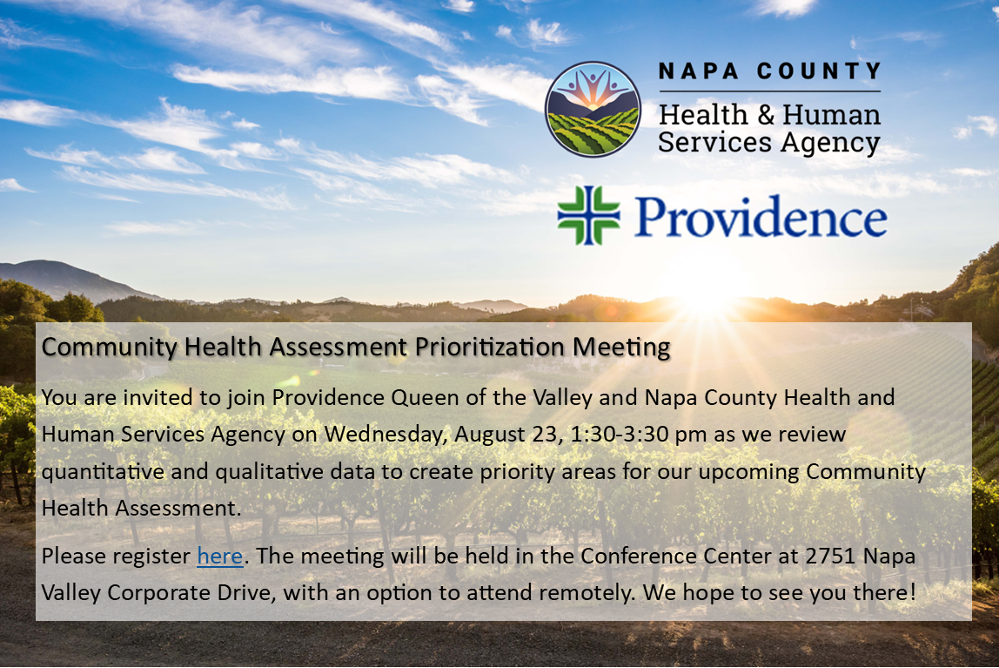 NAPA COUNTY
Health & Human
Services Agency
Providence
Community Health Assessment Prioritization Meeting
You are invited to join Providence Queen of the Valley and Napa County Health and
Human Services Agency on Wednesday, August 23, 1:30-3:30 pm as we review
quantitative and qualitative data to create priority areas for our upcoming Community
Health Assessment.
Please register here. The meeting will be held in the Conference Center at 2751 Napa
Valley Corporate Drive, with an option to attend remotely. We hope to see you there!